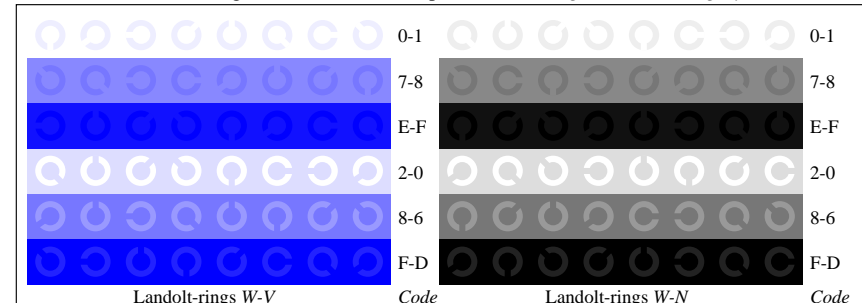 0-1 0-1
7-8 7-8
E-F E-F
2-0 2-0
8-6 8-6
F-D F-D
Landolt-rings W-V Code Landolt-rings W-N Code